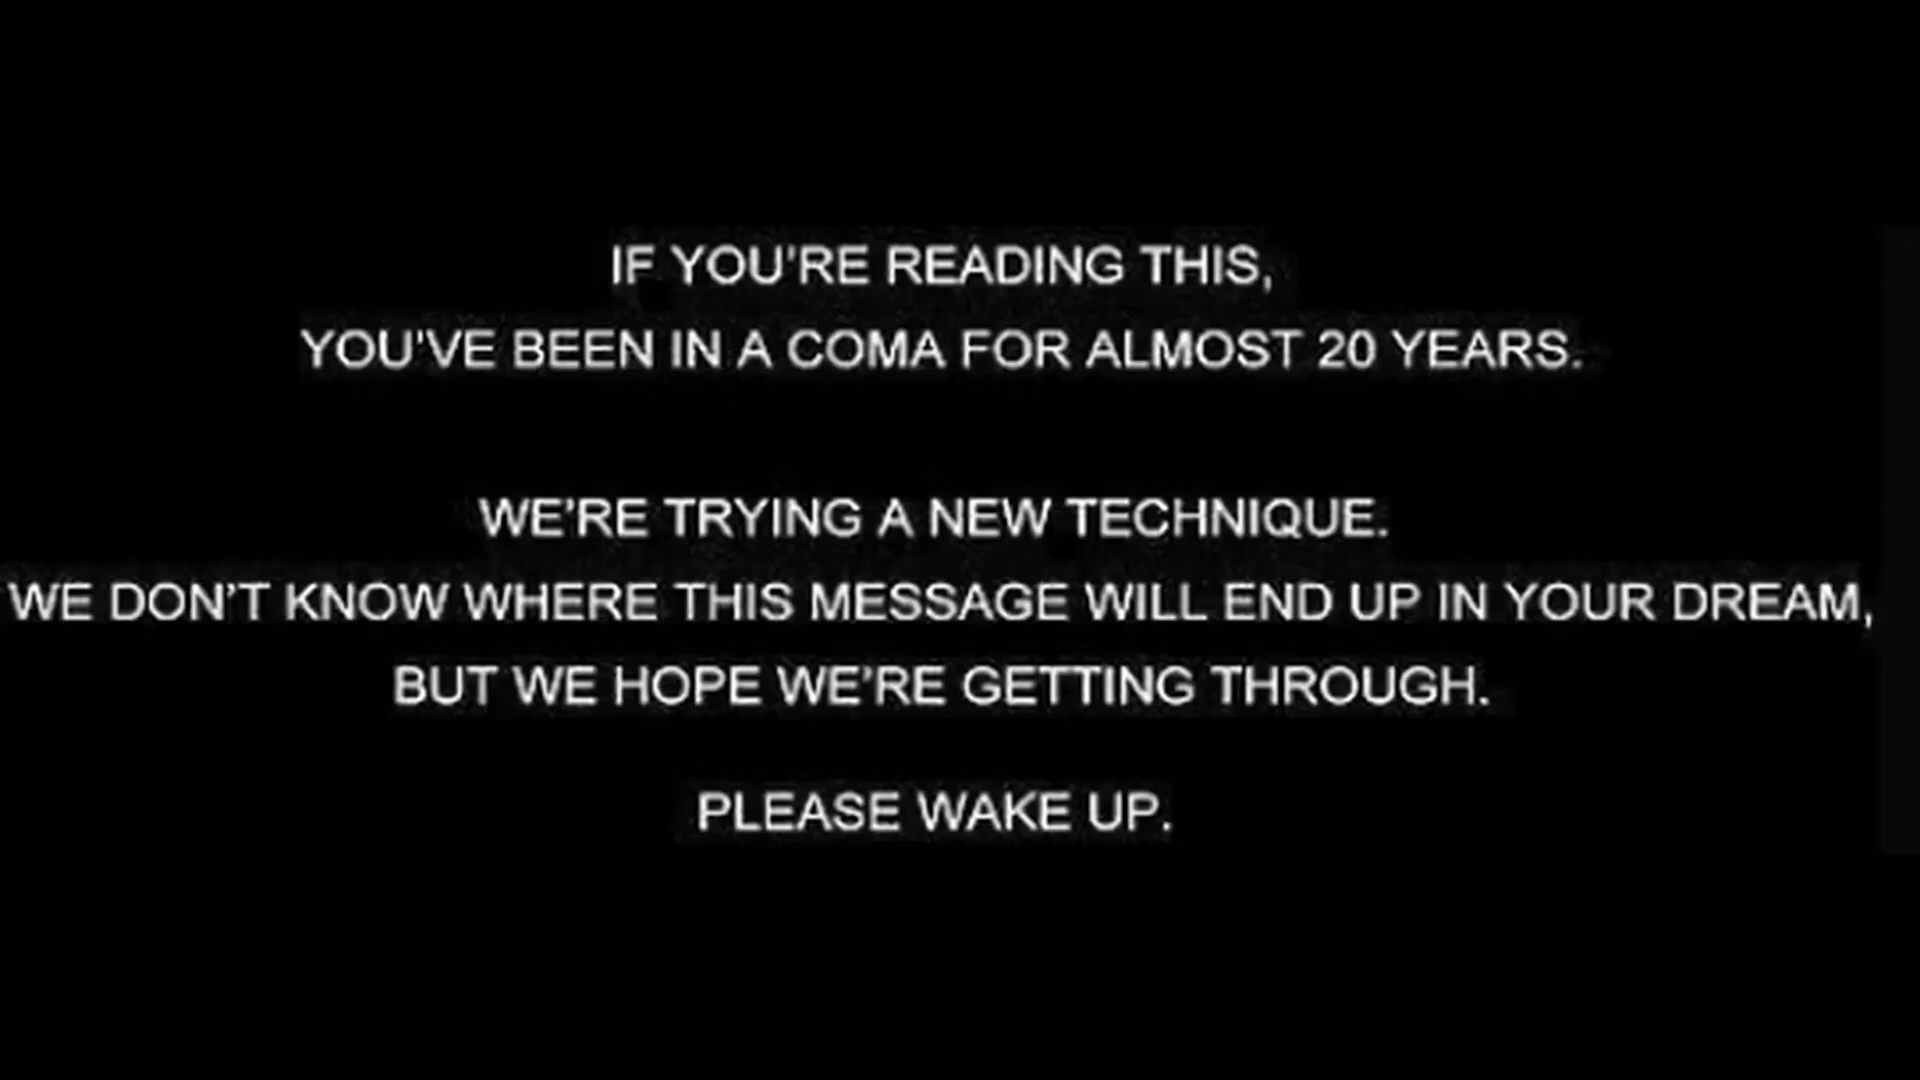 IF YOU'RE READING THIS,
YOU'VE BEEN IN A COMA FOR ALMOST 20 YEARS.
WE’RE TRYING A NEW TECHNIQUE.
WE DON’T KNOW WHERE THIS MESSAGE WILL END UP IN YOUR DREAM,
BUT WE HOPE WE’RE GETTING THROUGH.
PLEASE WAKE UP.